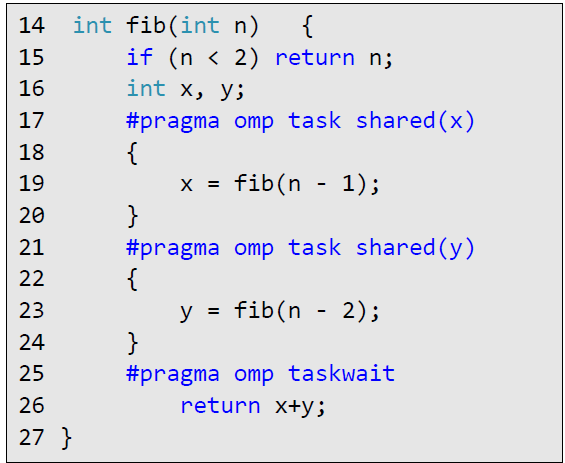 14  int fib(int n)   {
15      if (n < 2) return n;
16      int x, y;
17      #pragma omp task shared(x)
18      {
19          x = fib(n - 1);
20      }
21      #pragma omp task shared(y)
22      {
23          y = fib(n - 2);
24      }
25      #pragma omp taskwait
26          return x+y;
27 }